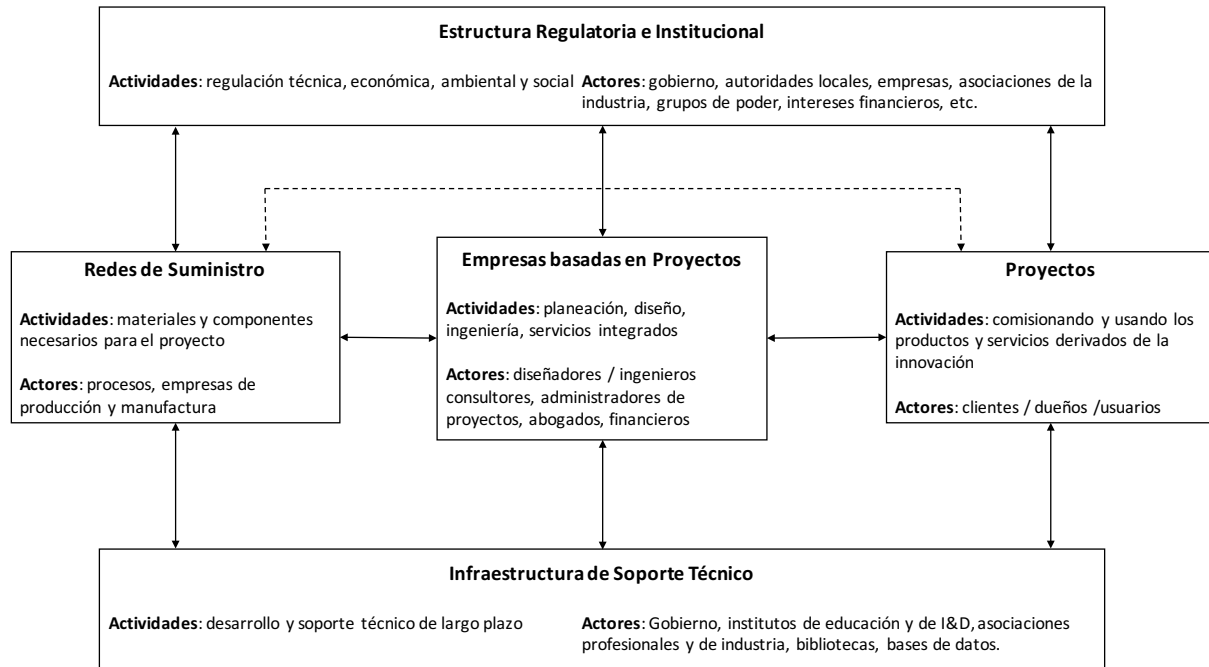 Estructura Regulatoria e Institucional
Actividades: regulación técnica, económica, ambiental y social
Actores: gobierno, autoridades locales, empresas, asociaciones de la
industria, grupos de poder, intereses financieros, etc.
Redes de Suministro
Actividades: materiales y componentes
necesarios para el proyecto
Actores: procesos, empresas de
producción y manufactura
Empresas basadas en Proyectos
Actividades: planeación, diseño,
ingeniería, servicios integrados
Actores: diseñadores / ingenieros
consultores, administradores de
proyectos, abogados, financieros
Proyectos
Actividades: comisionando y usando los
productos y servicios derivados de la
innovación
Actores: clientes / dueños /usuarios
Infraestructura de Soporte Técnico
Actividades: desarrollo y soporte técnico de largo plazo
Actores: Gobierno, institutos de educación y de I&D, asociaciones
profesionales y de industria, bibliotecas, bases de datos.